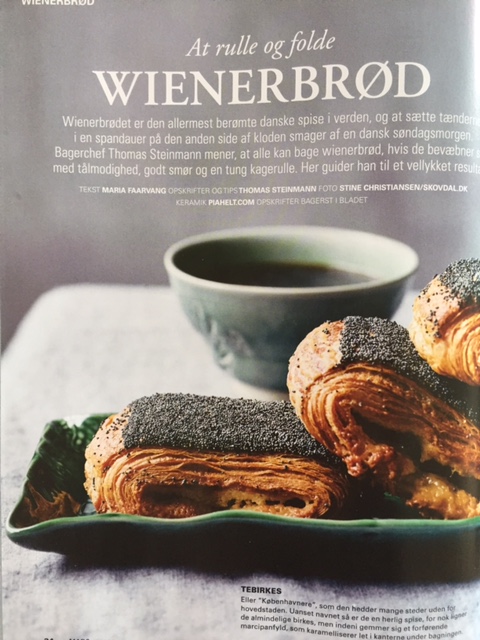 WIENERBRØD
At rulle og folde
WIENERBRØD
Wienerbrødet er den allermest berømte danske spise i verden, og at sætte tænderne
i en spandauer på den anden side af kloden smager af en dansk søndagsmorgen.
Bagerchef Thomas Steinmann mener, at alle kan bage wienerbrød, hvis de bevæbner
med tålmodighed, godt smør og en tung kagerulle. Her guider han til et vellykket
TEKST MARIA FAARVANG OPSKRIFTER OG TIPS THOMAS STEINMANN FOTO STINE CHRISTIANSEN/SKOVDAL.DK
KERAMIK PIAHELT.COM OPSKRIFTER BAGERST I BLADET
TEBIRKES
Eller "Københavnere", som den hedder mange steder uden for
hovedstaden. Uanset navnet så er de en herlig spise, for nok
de almindelige birkes, men indeni gemmer sig et forførende
marcipanfyld, som karamelliserer let i kanterne under bagningen.